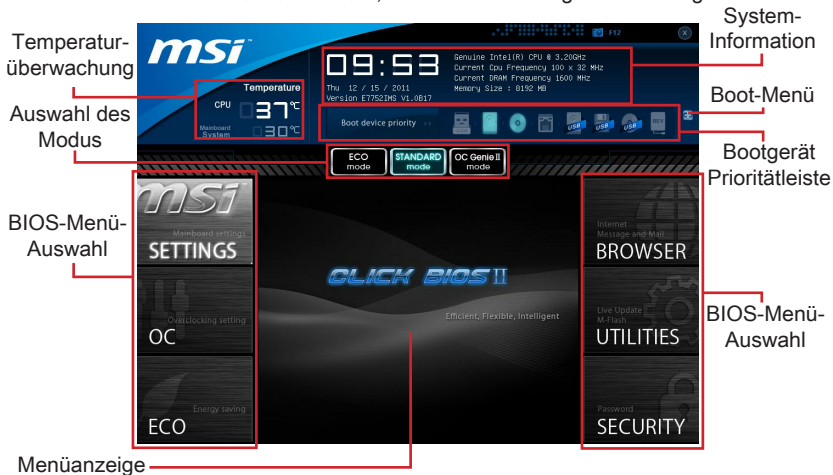 System-
Information
Temperatur-
überwachung
Auswahl des
Modus
BIOS-Menü-
Auswahl
Menüanzeige
Boot-Menü
Bootgerät
Prioritätleiste
BIOS-Menü-
Auswahl
msi
F12
X
Temperature
CPU 37°C
Mainboard
System 30°C
09:53
Thu 12 / 15 / 2011
Version E7752IMS V1.0B17
Genuine Intel(R) CPU @ 3.20GHz
Current Cpu Frequency 100 x 32 MHz
Current DRAM Frequency 1600 MHz
Memory Size : 8192 MB
Boot device priority
USB
USB
USB
ECO
mode
STANDARD
mode
OC Genie II
mode
msi
Mainboard settings
SETTINGS
Overclocking setting
OC
Energy saving
ECO
CLICK BIOS II
Efficient, Flexible, Intelligent
Internet
Message and Mail
BROWSER
Live Update
M-Flash
UTILITIES
Password
SECURITY